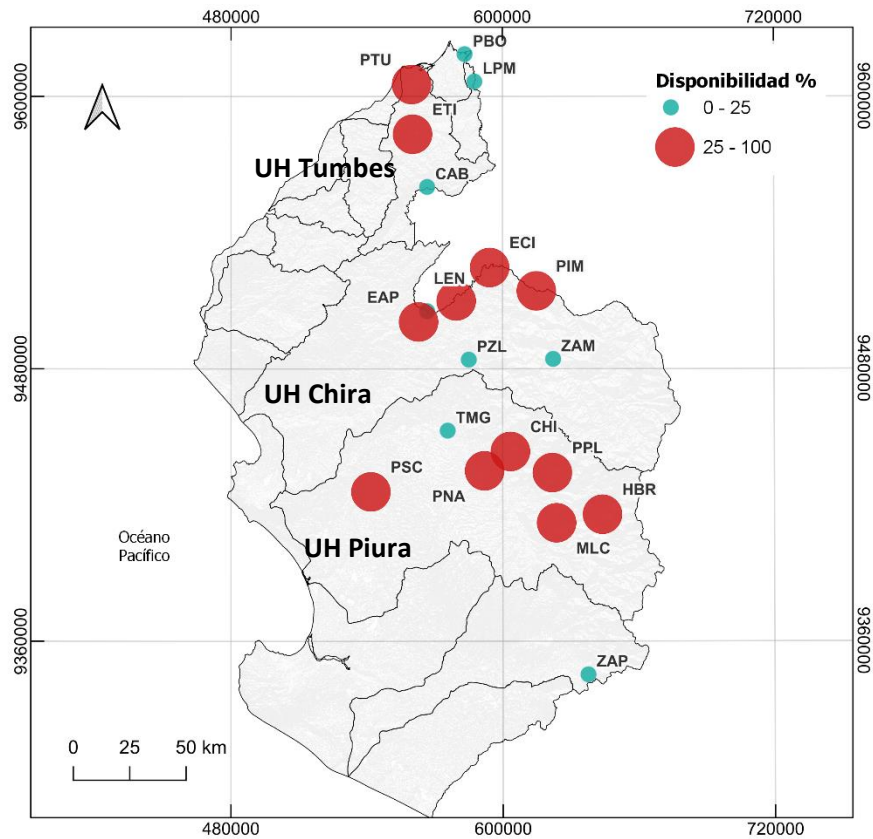 480000
600000
720000
PBO
PTU
LPM
Disponibilidad %
9600000
9600000
ETI
0 - 25
25 - 100
UH Tumbes
CAB
ECI
PIM
LEN
EAP
PZL
ZAM
9480000
9480000
UH Chira
TMG
CHI
PPL
PSC
PNA
HBR
Océano
Pacífico
UH Piura
MLC
9360000
9360000
ZAP
0 25 50 km
480000
600000
720000